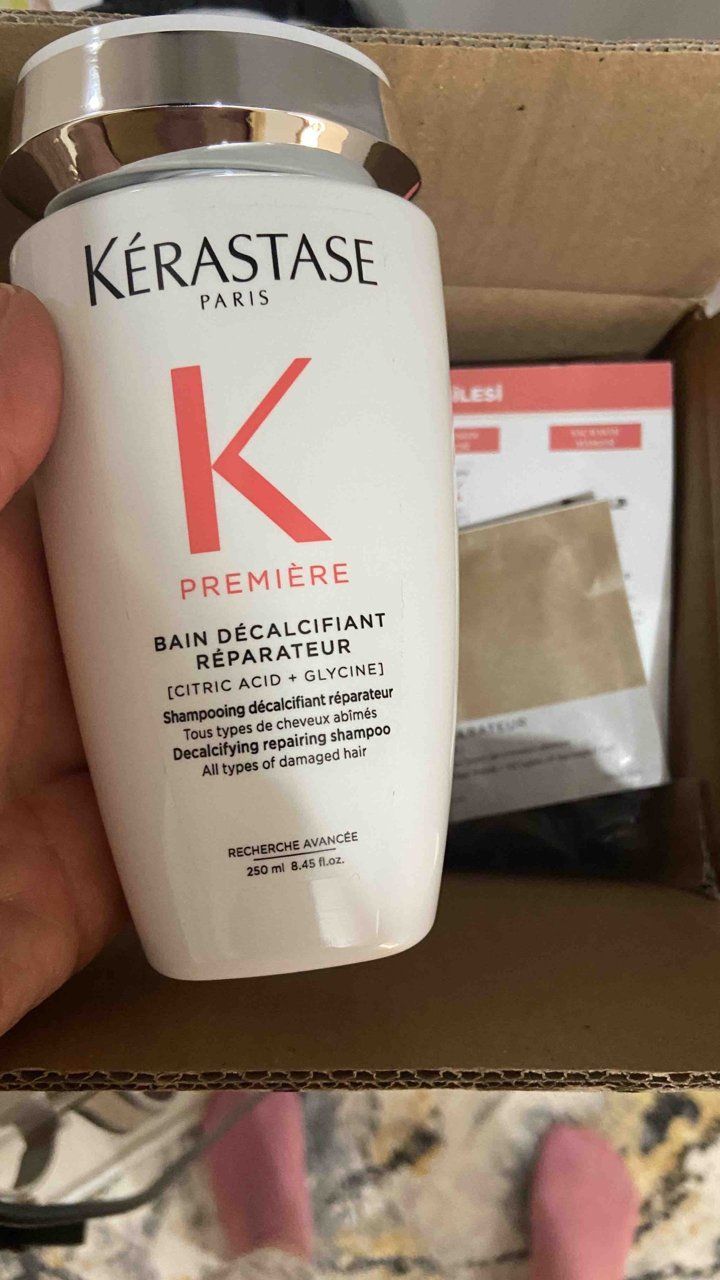 KÉRASTASE
PARIS
K
PREMIÈRE
BAIN DÉCALCIFIANT
RÉPARATEUR
[CITRIC ACID + GLYCINE]
Shampooing décalcifiant réparateur
Tous types de cheveux abîmés
Decalcifying repairing shampoo
All types of damaged hair
RECHERCHE AVANCÉE
250 ml 8.45 fl.oz.
İLESİ